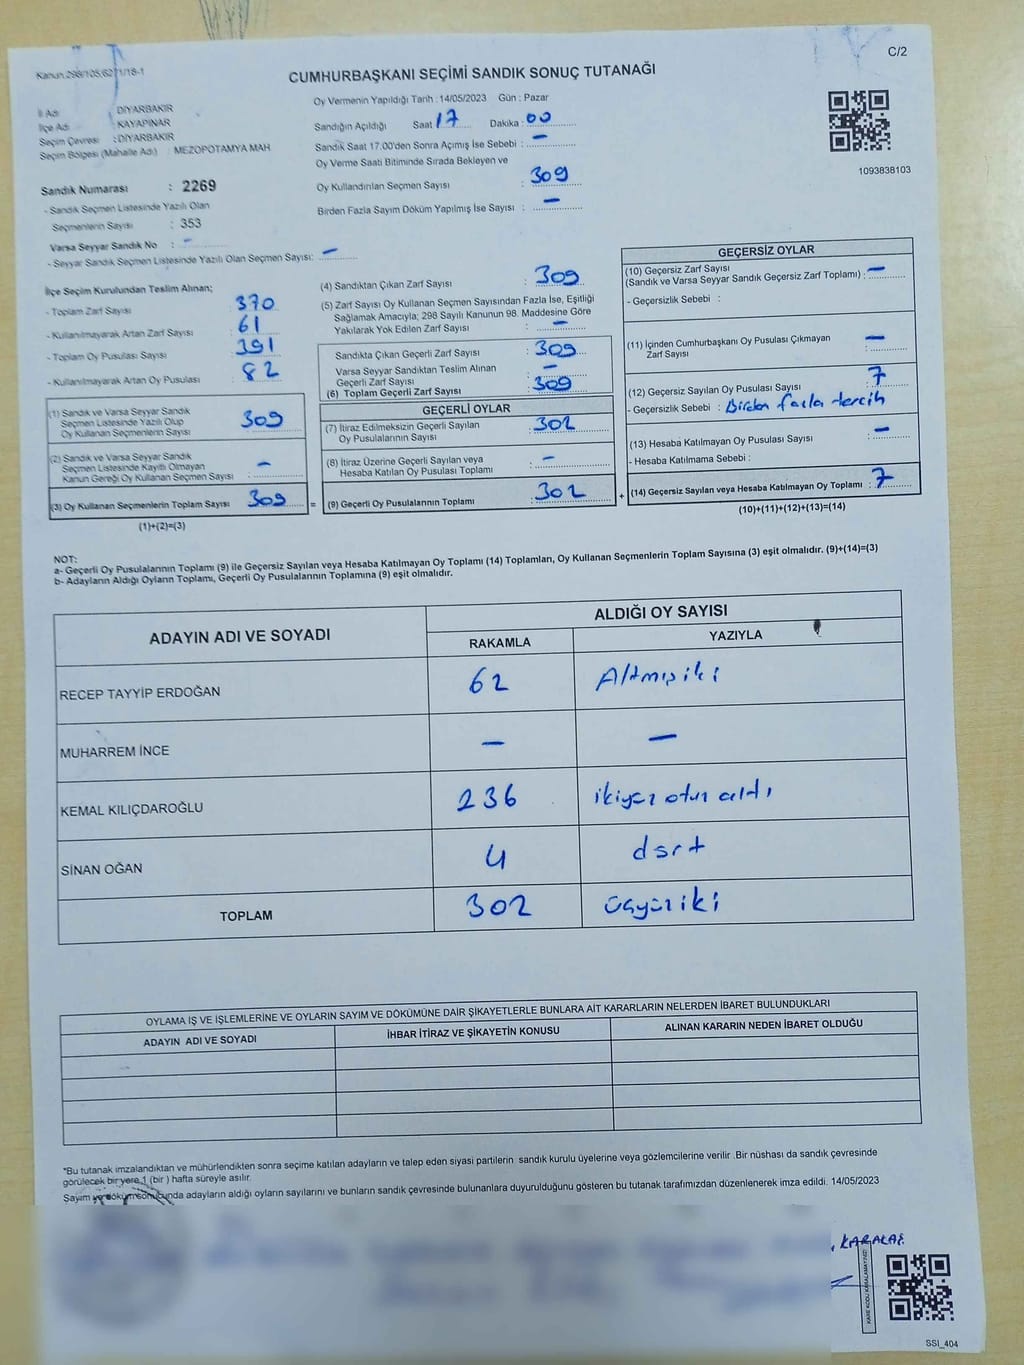 C/2
Kanun.298/105,6271/18-1
CUMHURBAŞKANI SEÇİMİ SANDIK SONUÇ TUTANAĞI
İl Adı : DİYARBAKIR
İlçe Adı : KAYAPINAR
Seçim Çevresi : DİYARBAKIR
Seçim Bölgesi (Mahalle Adı) : MEZOPOTAMYA MAH
Sandık Numarası : 2269
- Sandık Seçmen Listesinde Yazılı Olan
Seçmenlerin Sayısı : 353
Varsa Seyyar Sandık No : -
- Seyyar Sandık Seçmen Listesinde Yazılı Olan Seçmen Sayısı: -
Oy Vermenin Yapıldığı Tarih :14/05/2023 Gün : Pazar
Sandığın Açıldığı Saat : 17 Dakika : 00
Sandık Saat 17.00'den Sonra Açımış İse Sebebi : -
Oy Verme Saati Bitiminde Sırada Bekleyen ve
Oy Kullandırılan Seçmen Sayısı : 309
Birden Fazla Sayım Döküm Yapılmış İse Sayısı : -
1093838103
İlçe Seçim Kurulundan Teslim Alınan;
- Toplam Zarf Sayısı : 370
- Kullanılmayarak Artan Zarf Sayısı : 61
- Toplam Oy Pusulası Sayısı : 391
- Kullanılmayarak Artan Oy Pusulası : 82
(1) Sandık ve Varsa Seyyar Sandık
Seçmen Listesinde Yazılı Olup
Oy Kullanan Seçmenlerin Sayısı : 309
(2) Sandık ve Varsa Seyyar Sandık
Seçmen Listesinde Kayıtlı Olmayan
Kanun Gereği Oy Kullanan Seçmen Sayısı : -
(3) Oy Kullanan Seçmenlerin Toplam Sayısı : 309 =
(1)+(2)=(3)
(4) Sandıktan Çıkan Zarf Sayısı : 309
(5) Zarf Sayısı Oy Kullanan Seçmen Sayısından Fazla İse, Eşitliği
Sağlamak Amacıyla; 298 Sayılı Kanunun 98. Maddesine Göre
Yakılarak Yok Edilen Zarf Sayısı : -
Sandıkta Çıkan Geçerli Zarf Sayısı : 309
Varsa Seyyar Sandıktan Teslim Alınan
Geçerli Zarf Sayısı : -
(6) Toplam Geçerli Zarf Sayısı : 309
GEÇERLİ OYLAR
(7) İtiraz Edilmeksizin Geçerli Sayılan
Oy Pusulalarının Sayısı : 302
(8) İtiraz Üzerine Geçerli Sayılan veya
Hesaba Katılan Oy Pusulası Toplamı : -
(9) Geçerli Oy Pusulalarının Toplamı : 302 +
GEÇERSİZ OYLAR
(10) Geçersiz Zarf Sayısı
(Sandık ve Varsa Seyyar Sandık Geçersiz Zarf Toplamı) : -
- Geçersizlik Sebebi :
(11) İçinden Cumhurbaşkanı Oy Pusulası Çıkmayan
Zarf Sayısı : -
(12) Geçersiz Sayılan Oy Pusulası Sayısı : 7
- Geçersizlik Sebebi : Birden fazla tercih
(13) Hesaba Katılmayan Oy Pusulası Sayısı : -
- Hesaba Katılmama Sebebi :
(14) Geçersiz Sayılan veya Hesaba Katılmayan Oy Toplamı : 7
(10)+(11)+(12)+(13)=(14)
NOT:
a- Geçerli Oy Pusulalarının Toplamı (9) ile Geçersiz Sayılan veya Hesaba Katılmayan Oy Toplamı (14) Toplamları, Oy Kullanan Seçmenlerin Toplam Sayısına (3) eşit olmalıdır. (9)+(14)=(3)
b- Adayların Aldığı Oyların Toplamı, Geçerli Oy Pusulalarının Toplamına (9) eşit olmalıdır.
ADAYIN ADI VE SOYADI ALDIĞI OY SAYISI
RAKAMLA YAZIYLA
RECEP TAYYİP ERDOĞAN 62 Altmışiki
MUHARREM İNCE - -
KEMAL KILIÇDAROĞLU 236 ikiyüz otuz altı
SİNAN OĞAN 4 dört
TOPLAM 302 üçyüziki
OYLAMA İŞ VE İŞLEMLERİNE VE OYLARIN SAYIM VE DÖKÜMÜNE DAİR ŞİKAYETLERLE BUNLARA AİT KARARLARIN NELERDEN İBARET BULUNDUKLARI
ADAYIN ADI VE SOYADI İHBAR İTİRAZ VE ŞİKAYETİN KONUSU ALINAN KARARIN NEDEN İBARET OLDUĞU
*Bu tutanak imzalandıktan ve mühürlendikten sonra seçime katılan adayların ve talep eden siyasi partilerin sandık kurulu üyelerine veya gözlemcilerine verilir .Bir nüshası da sandık çevresinde
görülecek bir yere 1 (bir ) hafta süreyle asılır.
Sayım ve döküm sonucunda adayların aldığı oyların sayılarını ve bunların sandık çevresinde bulunanlara duyurulduğunu gösteren bu tutanak tarafımızdan düzenlenerek imza edildi. 14/05/2023
KARE KODU KARALAMAYINIZ!
SSI_404